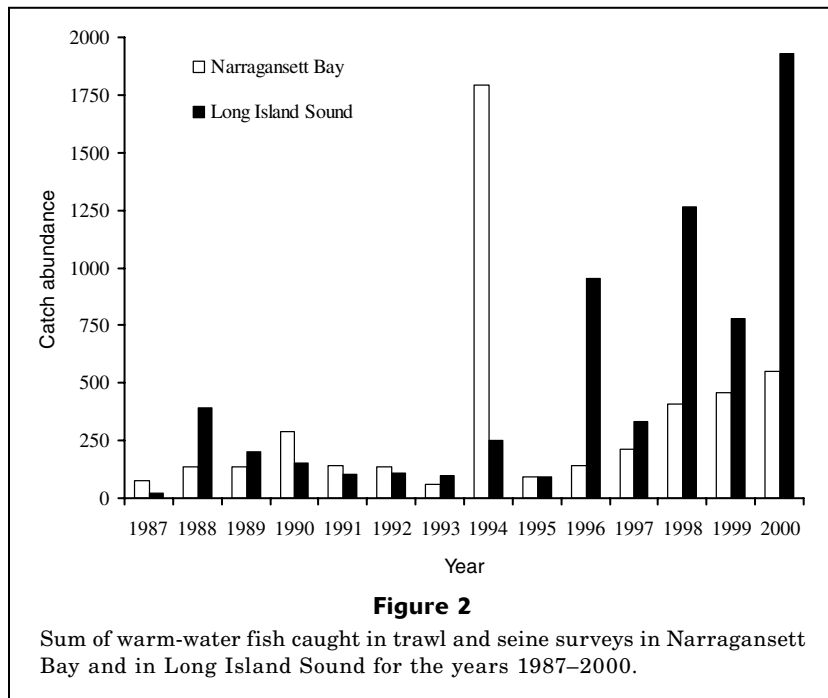 2000
1750
1500
1250
1000
750
500
250
0
Catch abundance
Narragansett Bay
Long Island Sound
1987 1988 1989 1990 1991 1992 1993 1994 1995 1996 1997 1998 1999 2000
Year
Figure 2
Sum of warm-water fish caught in trawl and seine surveys in Narragansett
Bay and in Long Island Sound for the years 1987–2000.